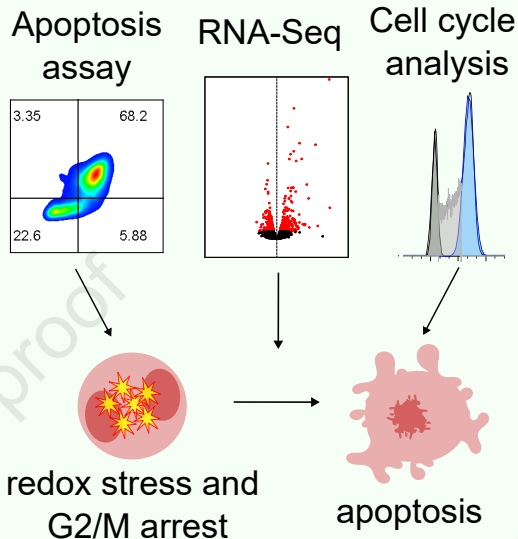 Apoptosis
assay
RNA-Seq
Cell cycle
analysis
3.35
68.2
22.6
5.88
proof
redox stress and
G2/M arrest
apoptosis